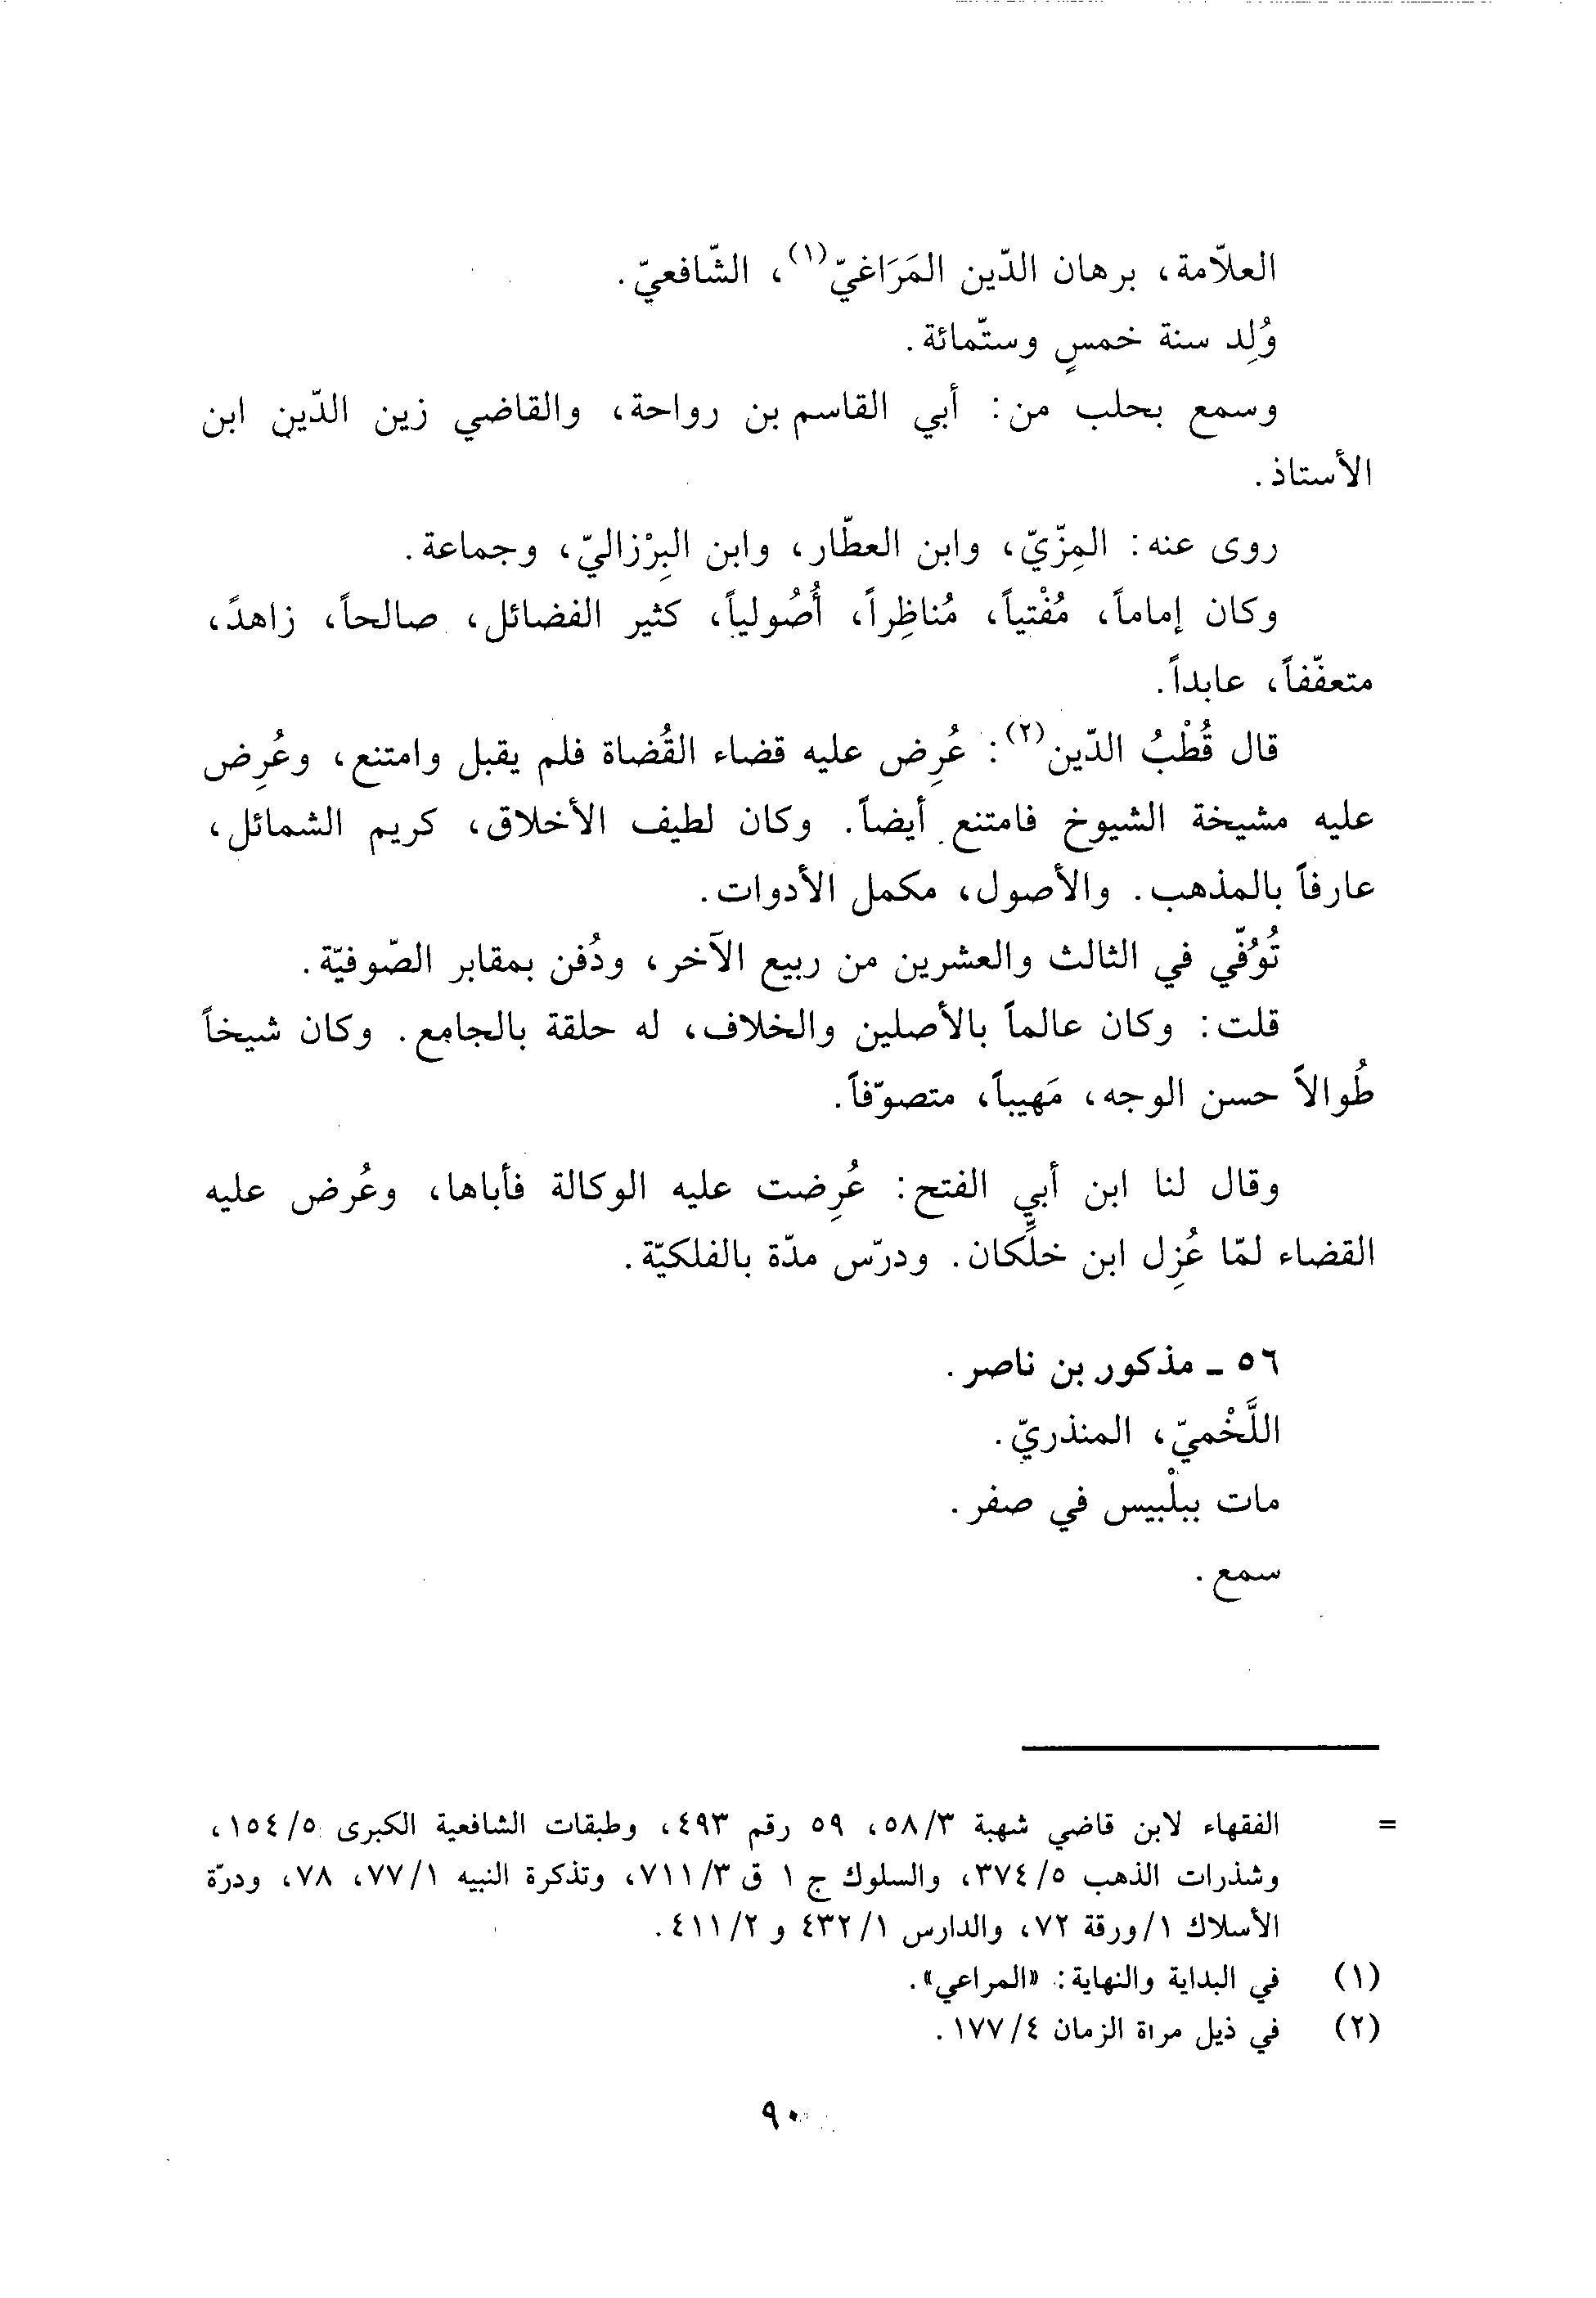 العلاّمة، برهان الدّين المَرَاغيّ(١)، الشّافعيّ.
وُلِد سنة خمسٍ وستّمائة.
وسمع بحلب من: أبي القاسم بن رواحة، والقاضي زين الدّين ابن
الأستاذ.
روى عنه: المِزّيّ، وابن العطّار، وابن البِرْزاليّ، وجماعة.
وكان إماماً، مُفْتياً، مُناظِراً، أُصُولياً، كثير الفضائل، صالحاً، زاهدً،
متعفّفاً، عابداً.
قال قُطْبُ الدّين(٢): عُرِض عليه قضاء القُضاة فلم يقبل وامتنع، وعُرِض
عليه مشيخة الشيوخ فامتنع أيضاً. وكان لطيف الأخلاق، كريم الشمائل،
عارفاً بالمذهب. والأصول، مكمل الأدوات.
تُوُفّي في الثالث والعشرين من ربيع الآخر، ودُفن بمقابر الصّوفيّة.
قلت: وكان عالماً بالأصلين والخلاف، له حلقة بالجامع. وكان شيخاً
طُوالاً حسن الوجه، مَهيباً، متصوّفاً.
وقال لنا ابن أبي الفتح: عُرِضت عليه الوكالة فأباها، وعُرض عليه
القضاء لمّا عُزِل ابن خلِّكان. ودرّس مدّة بالفلكيّة.
٥٦ - مذكور بن ناصر.
اللَّخْميّ، المنذريّ.
مات ببلْبيس في صفر.
سمع.
= الفقهاء لابن قاضي شهبة ٥٨/٣، ٥٩ رقم ٤٩٣، وطبقات الشافعية الكبرى ١٥٤/٥،
وشذرات الذهب ٣٧٤/٥، والسلوك ج ١ ق ٧١١/٣، وتذكرة النبيه ٧٧/١، ٧٨، ودرّة
الأسلاك ١/ورقة ٧٢، والدارس ٤٣٢/١ و ٤١١/٢.
(١) في البداية والنهاية: «المراعي».
(٢) في ذيل مراة الزمان ١٧٧/٤.
٩٠